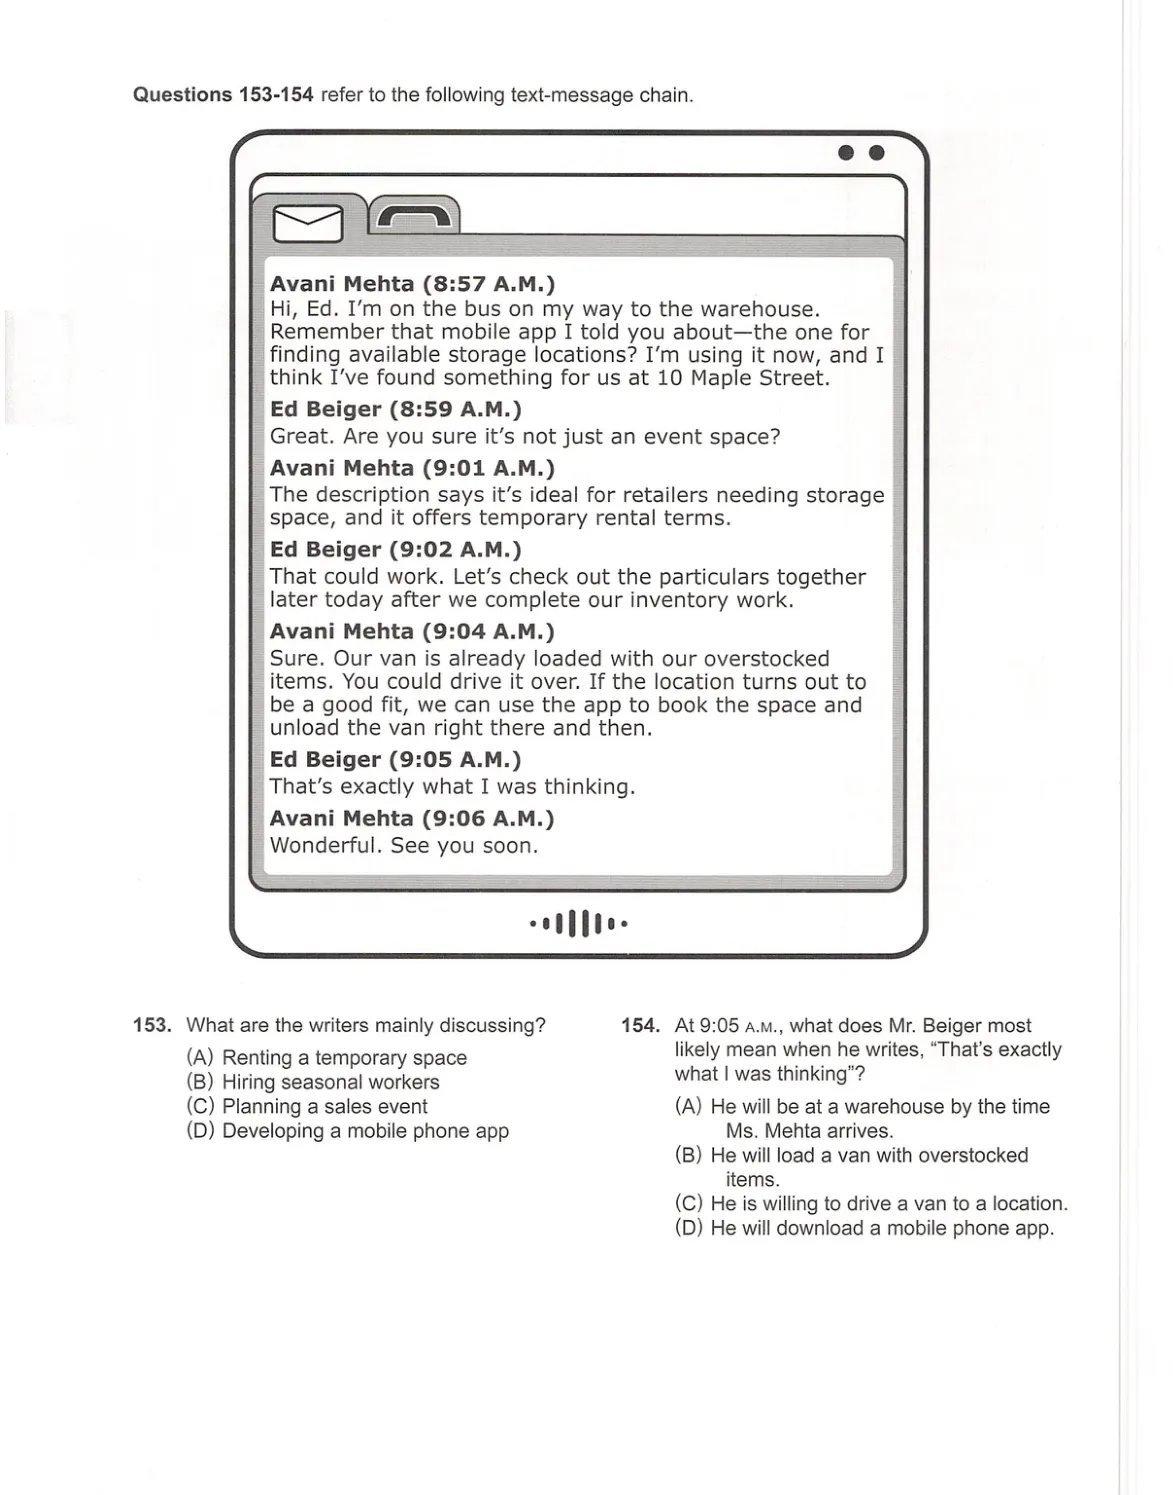 Questions 153-154 refer to the following text-message chain.
Avani Mehta (8:57 A.M.)
Hi, Ed. I'm on the bus on my way to the warehouse.
Remember that mobile app I told you about—the one for
finding available storage locations? I'm using it now, and I
think I've found something for us at 10 Maple Street.
Ed Beiger (8:59 A.M.)
Great. Are you sure it's not just an event space?
Avani Mehta (9:01 A.M.)
The description says it's ideal for retailers needing storage
space, and it offers temporary rental terms.
Ed Beiger (9:02 A.M.)
That could work. Let's check out the particulars together
later today after we complete our inventory work.
Avani Mehta (9:04 A.M.)
Sure. Our van is already loaded with our overstocked
items. You could drive it over. If the location turns out to
be a good fit, we can use the app to book the space and
unload the van right there and then.
Ed Beiger (9:05 A.M.)
That's exactly what I was thinking.
Avani Mehta (9:06 A.M.)
Wonderful. See you soon.
153. What are the writers mainly discussing?
(A) Renting a temporary space
(B) Hiring seasonal workers
(C) Planning a sales event
(D) Developing a mobile phone app
154. At 9:05 A.M., what does Mr. Beiger most
likely mean when he writes, “That's exactly
what I was thinking”?
(A) He will be at a warehouse by the time
Ms. Mehta arrives.
(B) He will load a van with overstocked
items.
(C) He is willing to drive a van to a location.
(D) He will download a mobile phone app.